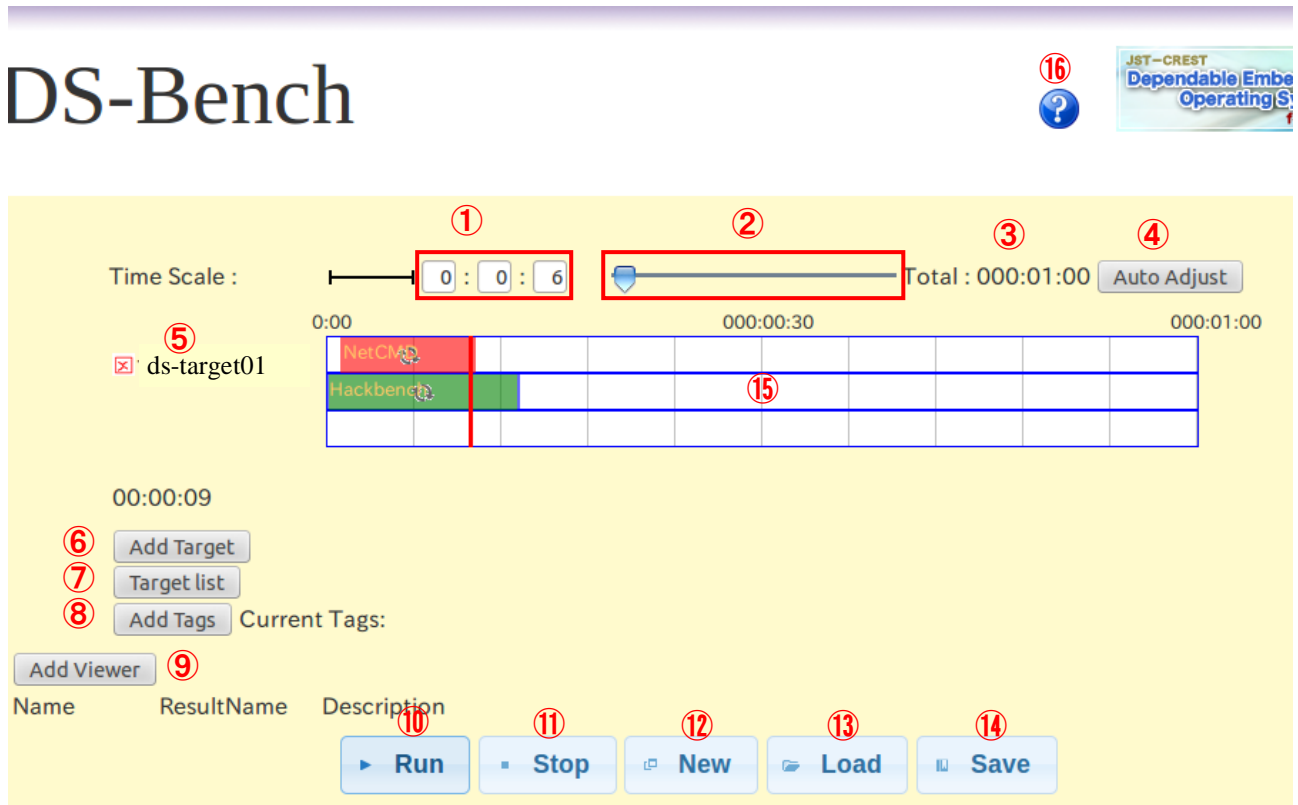 DS-Bench
⑯
?
JST-CREST
Dependable Embe
Operating Sy
f
① ② ③ ④
Time Scale : 0 : 0 : 6 Total : 000:01:00 Auto Adjust
0:00 000:00:30 000:01:00
⑤
ds-target01
NetCMD
Hackbench
⑮
00:00:09
⑥ Add Target
⑦ Target list
⑧ Add Tags Current Tags:
Add Viewer ⑨
Name ResultName Description
⑩ ⑪ ⑫ ⑬ ⑭
Run Stop New Load Save